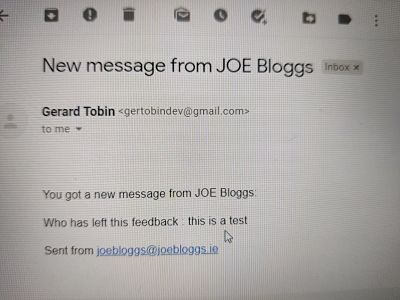 New message from JOE Bloggs Inbox ×
Gerard Tobin <gertobindev@gmail.com>
to me
You got a new message from JOE Bloggs:
Who has left this feedback : this is a test
Sent from joebloggs@joebloggs.ie